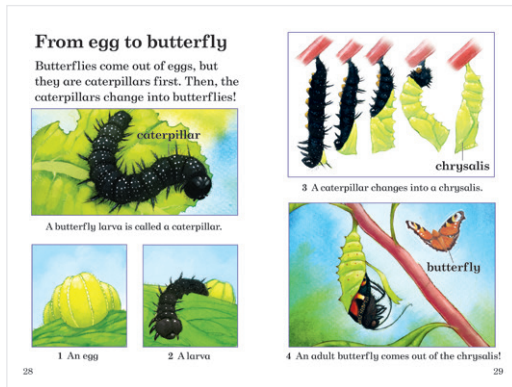 From egg to butterfly
Butterflies come out of eggs, but
they are caterpillars first. Then, the
caterpillars change into butterflies!
caterpillar
A butterfly larva is called a caterpillar.
1 An egg
2 A larva
28
chrysalis
3 A caterpillar changes into a chrysalis.
butterfly
4 An adult butterfly comes out of the chrysalis!
29